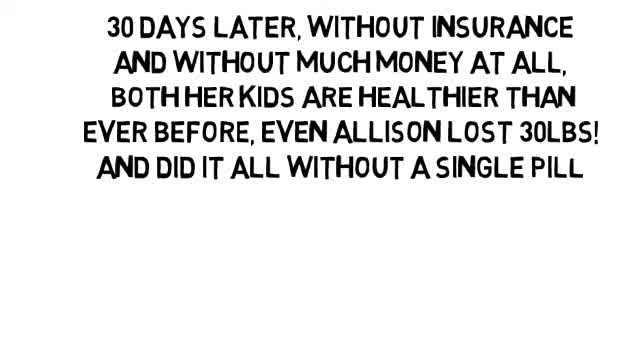 30 DAYS LATER, WITHOUT INSURANCE
AND WITHOUT MUCH MONEY AT ALL,
BOTH HER KIDS ARE HEALTHIER THAN
EVER BEFORE, EVEN ALLISON LOST 30LBS!
AND DID IT ALL WITHOUT A SINGLE PILL